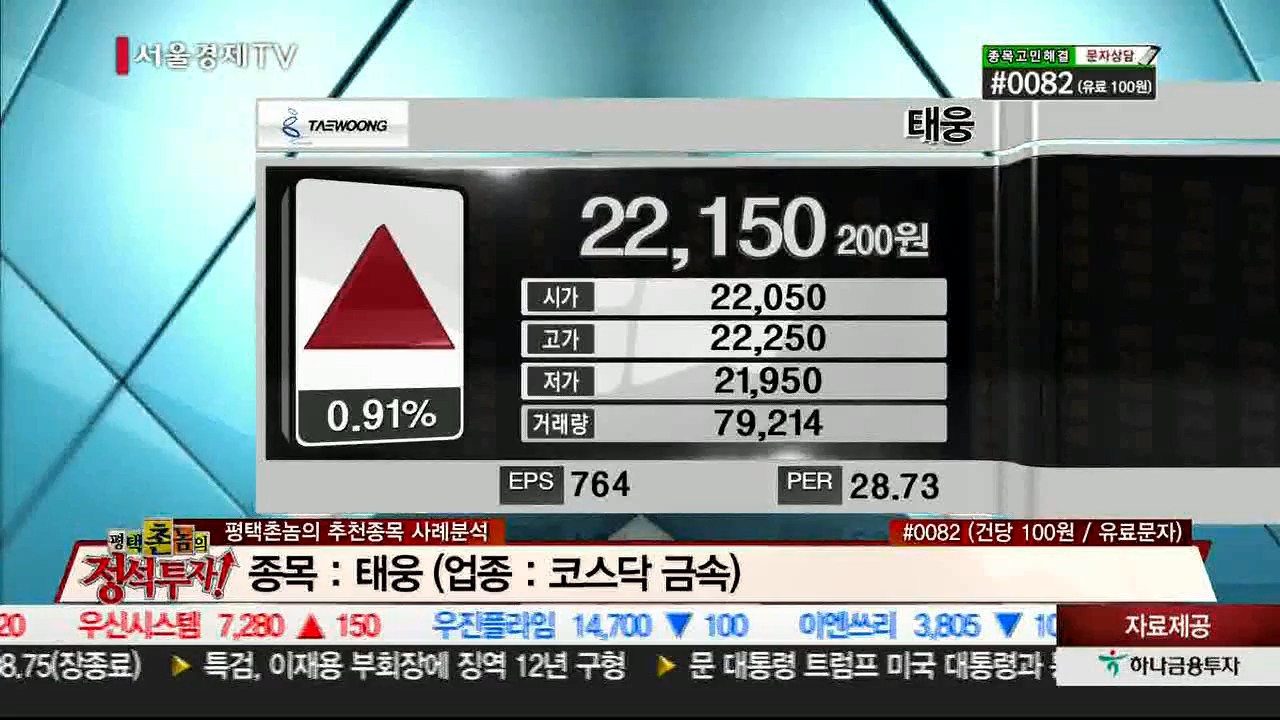 서울경제TV
종목고민해결 문자상담
#0082 (유료 100원)
TAEWOONG
태웅
22,150 200원
0.91%
시가 22,050
고가 22,250
저가 21,950
거래량 79,214
EPS 764
PER 28.73
평택촌놈의 정석투자!
평택촌놈의 추천종목 사례분석
#0082 (건당 100원 / 유료문자)
종목 : 태웅 (업종 : 코스닥 금속)
20 우신시스템 7,280 ▲ 150 우진플라임 14,700 ▼ 100 이엔쓰리 3,805 ▼ 10
자료제공
8.75(장종료) ▶ 특검, 이재용 부회장에 징역 12년 구형 ▶ 문 대통령 트럼프 미국 대통령과
하나금융투자